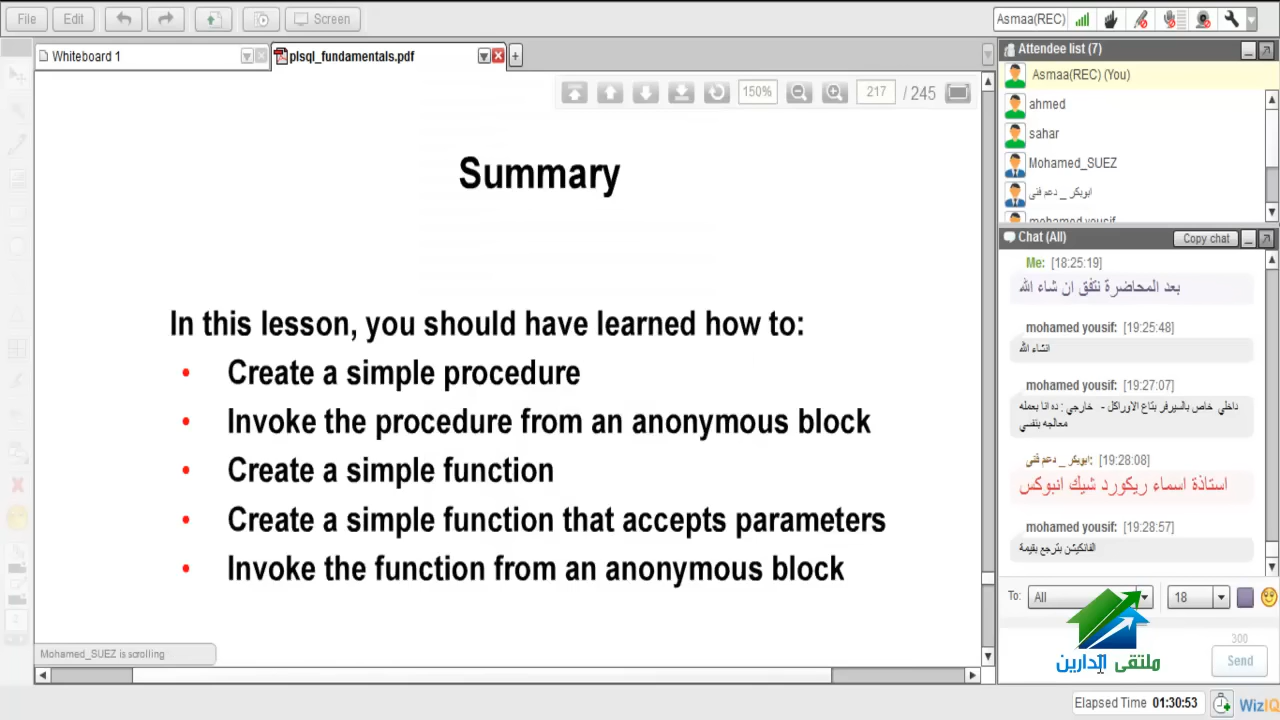 File
Edit
Screen
Asmaa(REC)
Whiteboard 1
plsql_fundamentals.pdf
150%
217
/ 245
Summary
In this lesson, you should have learned how to:
• Create a simple procedure
• Invoke the procedure from an anonymous block
• Create a simple function
• Create a simple function that accepts parameters
• Invoke the function from an anonymous block
Mohamed_SUEZ is scrolling
Attendee list (7)
Asmaa(REC) (You)
ahmed
sahar
Mohamed_SUEZ
ابوبكر _ دعم فنى
mohamed yousif
Chat (All)
Copy chat
Me: [18:25:19]
بعد المحاضرة نتفق ان شاء الله
mohamed yousif: [19:25:48]
انشاء الله
mohamed yousif: [19:27:07]
داخلي خاص بالسيرفر بتاع الاوراكل - خارجي : ده انا بعمله
معالجه بنفسي
ابوبكر _ دعم فنى: [19:28:08]
استاذة اسماء ريكورد شيك انبوكس
mohamed yousif: [19:28:57]
الفانكيشن بترجع بقيمة
To:
All
18
ملتقى الدارين
300
Send
Elapsed Time 01:30:53
WizIQ